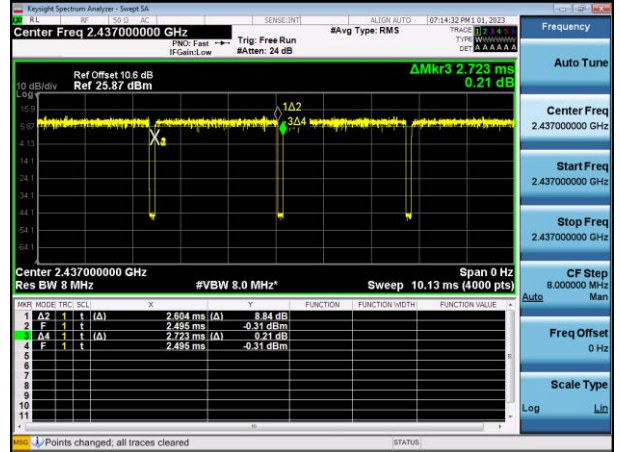 Keysight Spectrum Analyzer - Swept SA
RL RF 50 Ω AC SENSE:INT ALIGN AUTO 07:14:32 PM 1 01, 2023
Center Freq 2.437000000 GHz #Avg Type: RMS TRACE 1 2 3 4 5 6
PNO: Fast Trig: Free Run TYPE WWWWWW
IFGain:Low #Atten: 24 dB DET A A A A A A
Frequency
Auto Tune
Center Freq
2.437000000 GHz
Start Freq
2.437000000 GHz
Stop Freq
2.437000000 GHz
CF Step
8.000000 MHz
Auto Man
Freq Offset
0 Hz
Scale Type
Log Lin
Ref Offset 10.6 dB ΔMkr3 2.723 ms
10 dB/div Ref 25.87 dBm 0.21 dB
Log
15.9
5.87
-4.13
-14.1
-24.1
-34.1
-44.1
-54.1
-64.1
1Δ2
3Δ4
Center 2.437000000 GHz Span 0 Hz
Res BW 8 MHz #VBW 8.0 MHz* Sweep 10.13 ms (4000 pts)
MKR MODE TRC SCL X Y FUNCTION FUNCTION WIDTH FUNCTION VALUE
1 Δ2 1 t (Δ) 2.604 ms (Δ) 8.84 dB
2 F 1 t 2.495 ms -0.31 dBm
3 Δ4 1 t (Δ) 2.723 ms (Δ) 0.21 dB
4 F 1 t 2.495 ms -0.31 dBm
5
6
7
8
9
10
11
MSG Points changed; all traces cleared STATUS